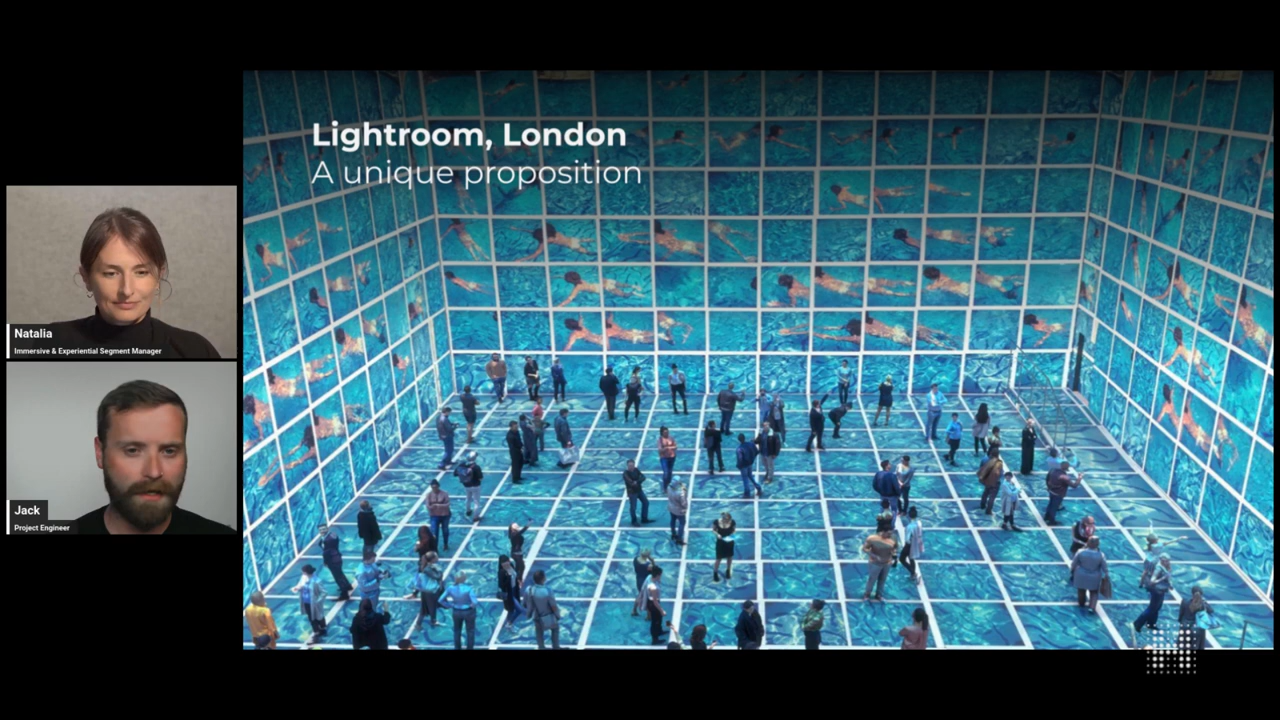 Lightroom, London
A unique proposition
Natalia
Immersive & Experiential Segment Manager
Jack
Project Engineer